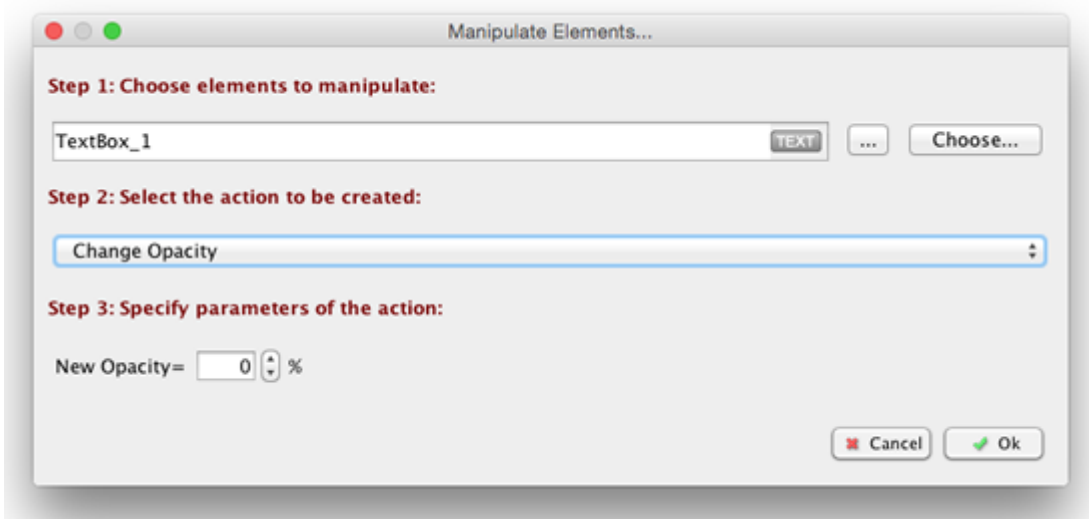 Manipulate Elements...
Step 1: Choose elements to manipulate:
TextBox_1 TEXT ... Choose...
Step 2: Select the action to be created:
Change Opacity
Step 3: Specify parameters of the action:
New Opacity= 0 %
Cancel Ok